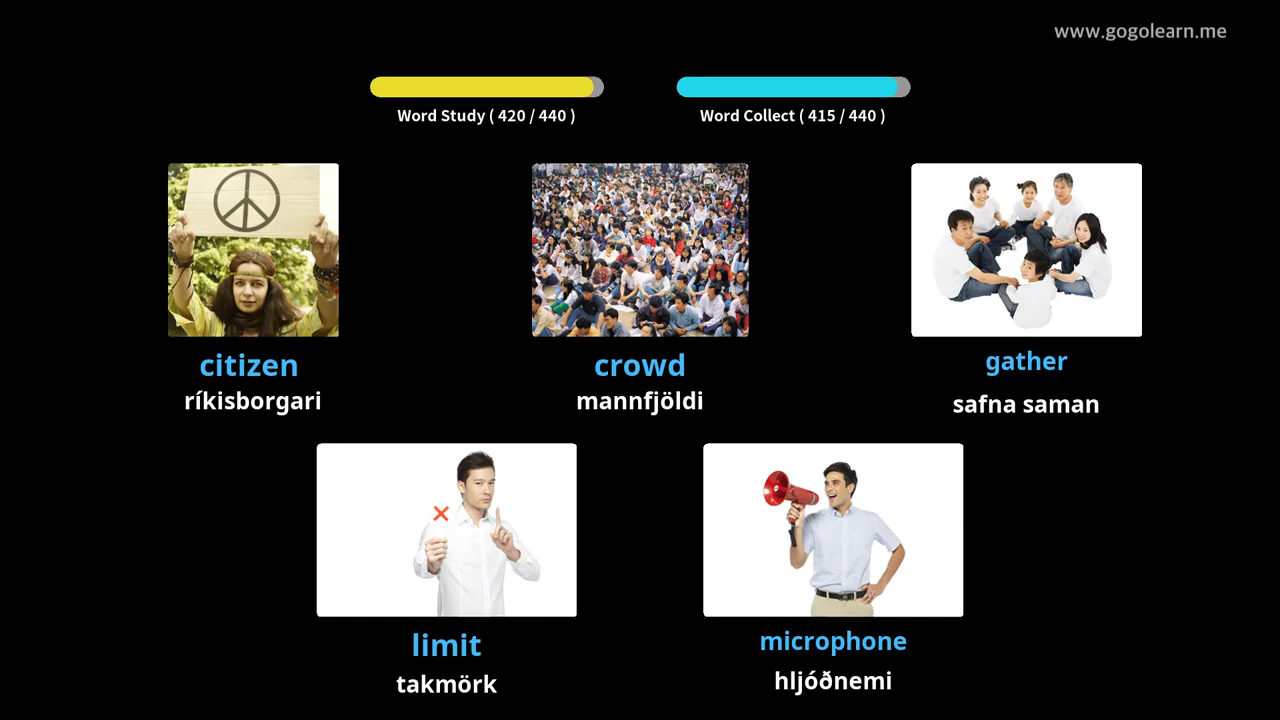 www.gogolearn.me
Word Study ( 420 / 440 )
Word Collect ( 415 / 440 )
citizen
ríkisborgari
crowd
mannfjöldi
gather
safna saman
limit
takmörk
microphone
hljóðnemi